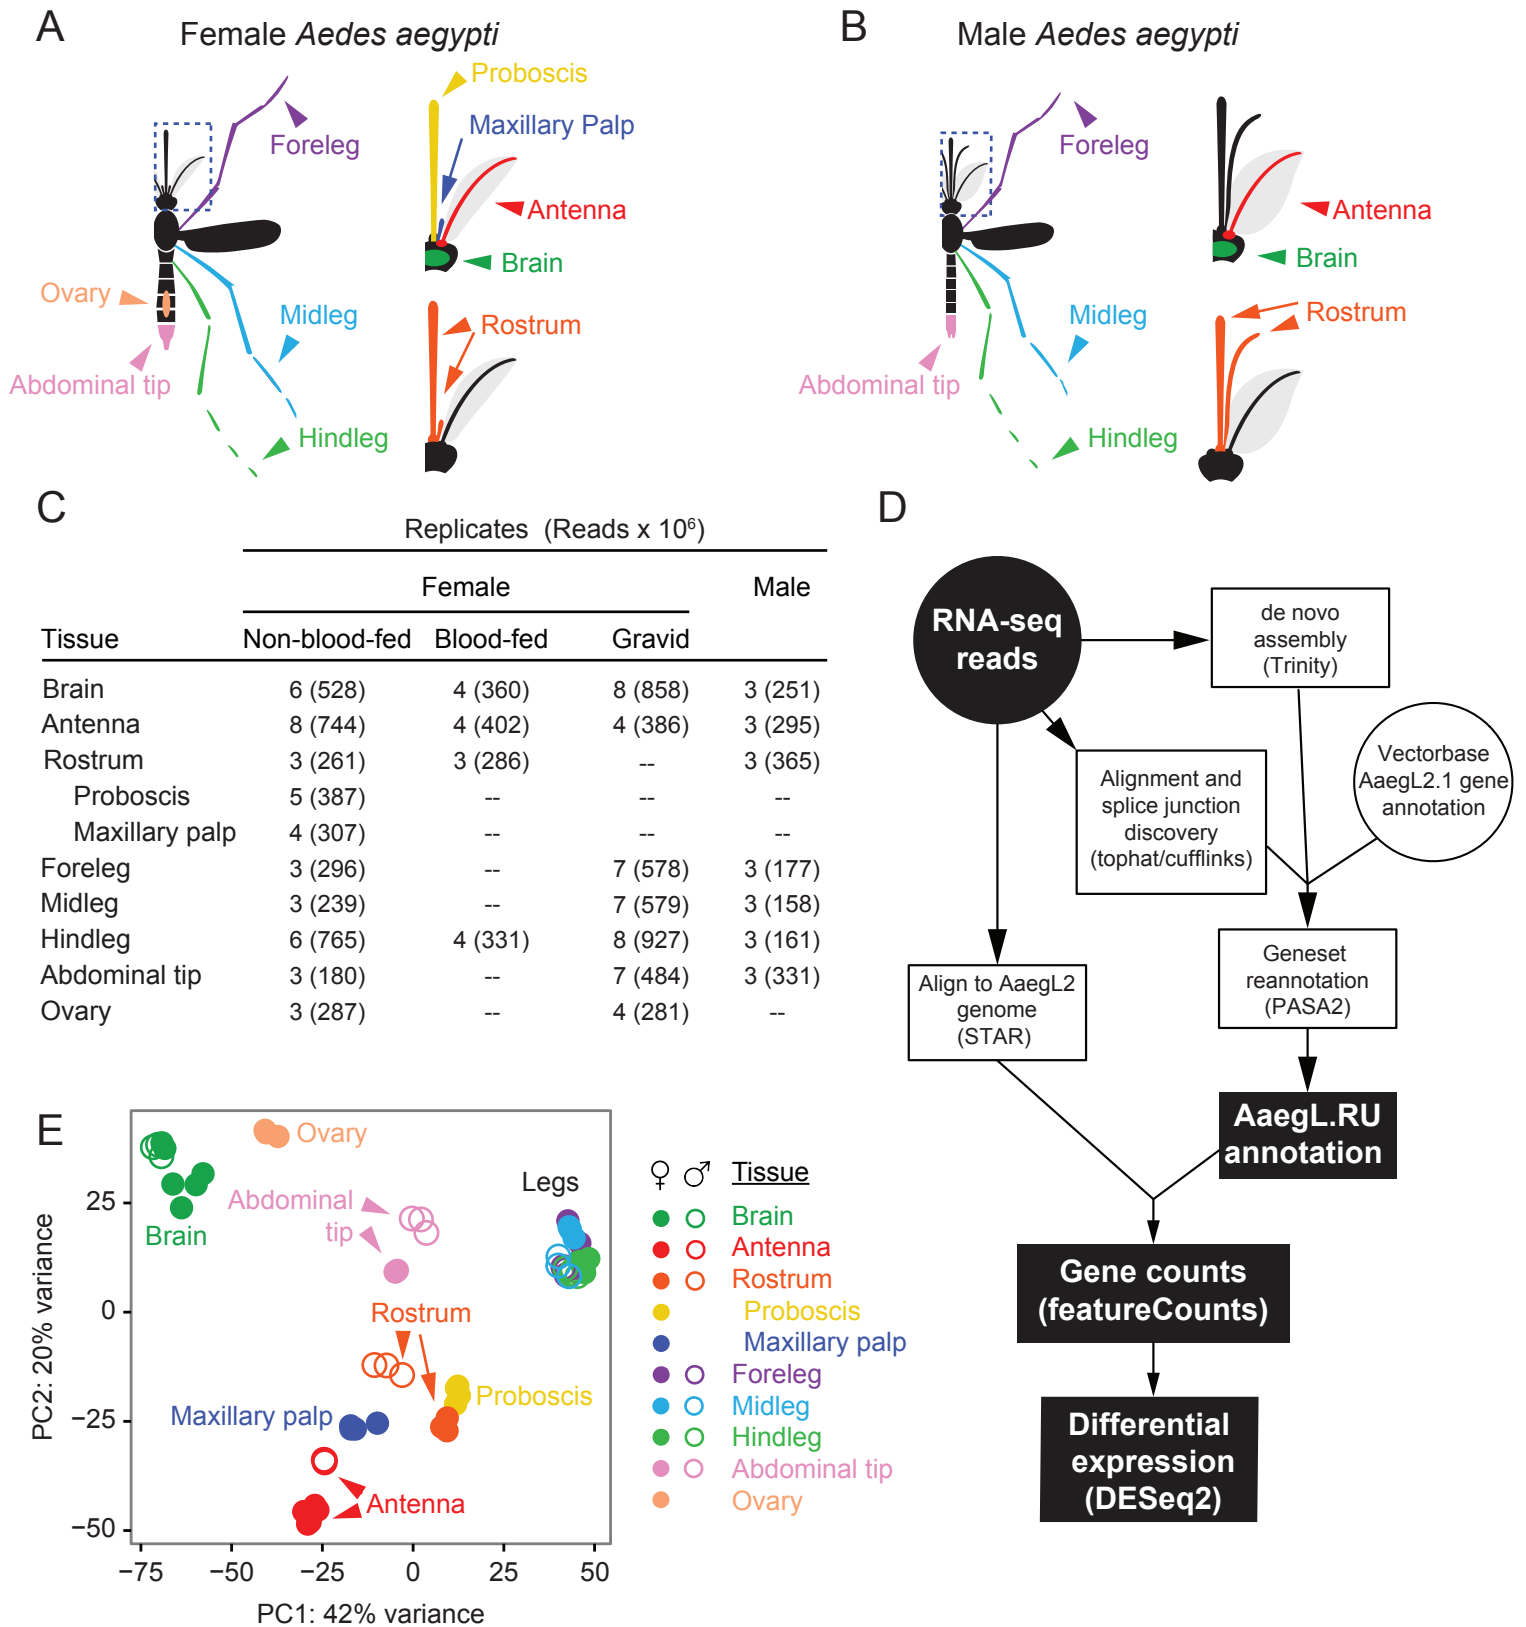 A
Female Aedes aegypti
Proboscis
Maxillary Palp
Foreleg
Antenna
Brain
Ovary
Midleg
Rostrum
Abdominal tip
Hindleg
B
Male Aedes aegypti
Foreleg
Antenna
Brain
Midleg
Rostrum
Abdominal tip
Hindleg
C
Replicates (Reads x 10⁶)
Female Male
Tissue Non-blood-fed Blood-fed Gravid
Brain 6 (528) 4 (360) 8 (858) 3 (251)
Antenna 8 (744) 4 (402) 4 (386) 3 (295)
Rostrum 3 (261) 3 (286) -- 3 (365)
Proboscis 5 (387) -- -- --
Maxillary palp 4 (307) -- -- --
Foreleg 3 (296) -- 7 (578) 3 (177)
Midleg 3 (239) -- 7 (579) 3 (158)
Hindleg 6 (765) 4 (331) 8 (927) 3 (161)
Abdominal tip 3 (180) -- 7 (484) 3 (331)
Ovary 3 (287) -- 4 (281) --
D
RNA-seq
reads
de novo
assembly
(Trinity)
Alignment and
splice junction
discovery
(tophat/cufflinks)
Vectorbase
AaegL2.1 gene
annotation
Align to AaegL2
genome
(STAR)
Geneset
reannotation
(PASA2)
AaegL.RU
annotation
Gene counts
(featureCounts)
Differential
expression
(DESeq2)
E
Ovary
Legs
Abdominal
tip
Brain
Rostrum
Proboscis
Maxillary palp
Antenna
25
0
−25
−50
PC2: 20% variance
−75 −50 −25 0 25 50
PC1: 42% variance
♀ ♂ Tissue
Brain
Antenna
Rostrum
Proboscis
Maxillary palp
Foreleg
Midleg
Hindleg
Abdominal tip
Ovary